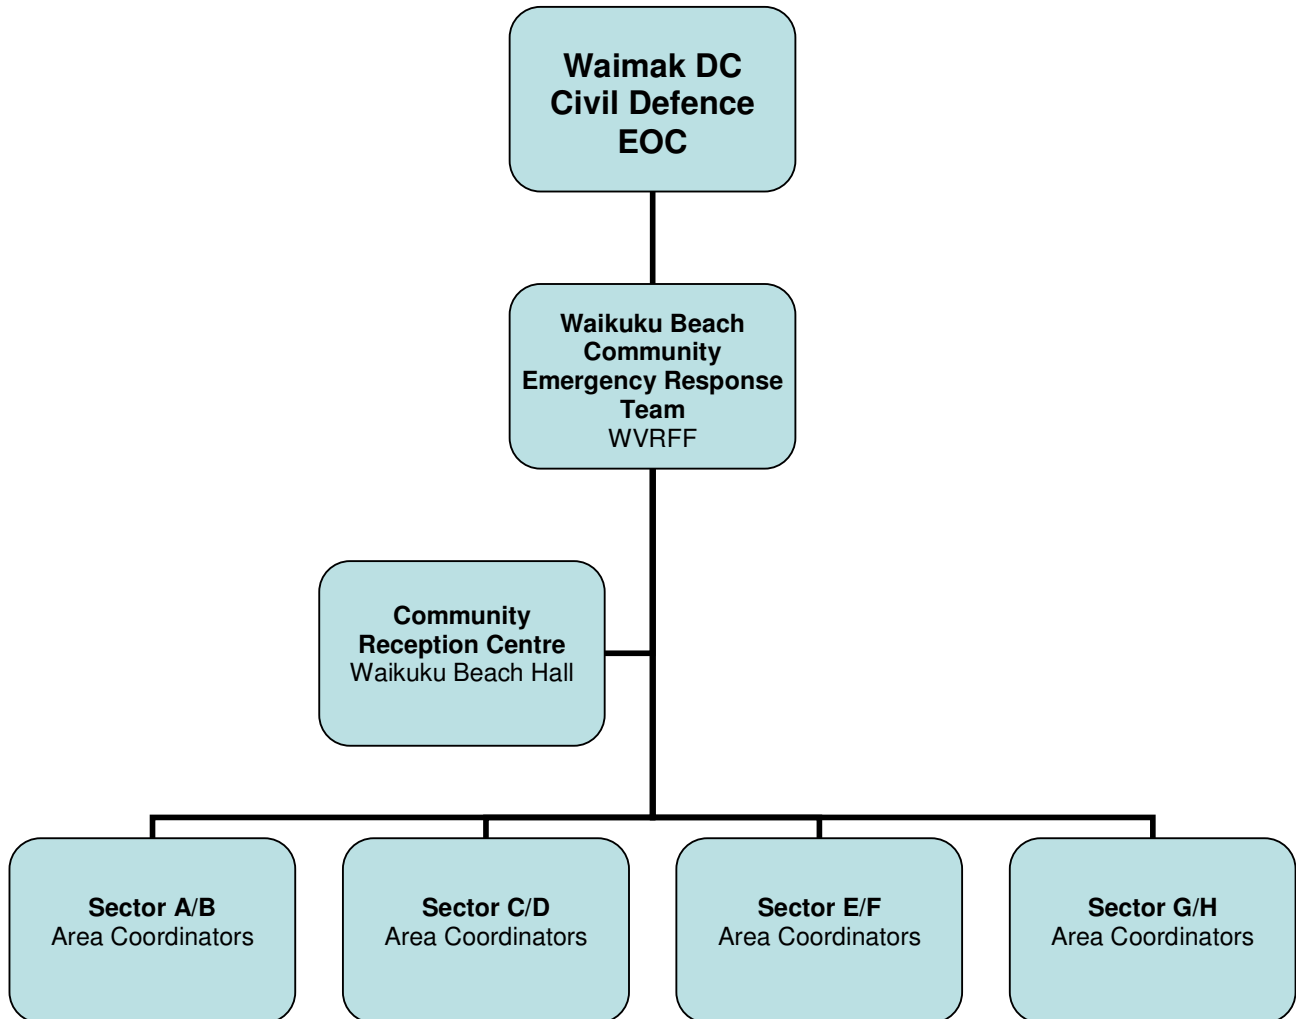 Waimak DC
Civil Defence
EOC
Waikuku Beach
Community
Emergency Response
Team
WVRFF
Community
Reception Centre
Waikuku Beach Hall
Sector A/B
Area Coordinators
Sector C/D
Area Coordinators
Sector E/F
Area Coordinators
Sector G/H
Area Coordinators